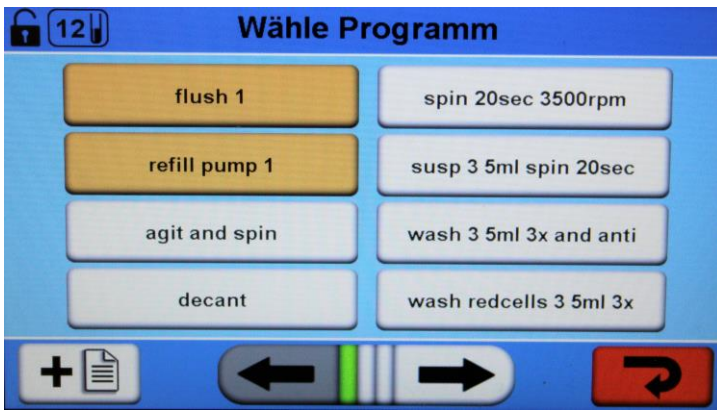 12
Wähle Programm
flush 1
spin 20sec 3500rpm
refill pump 1
susp 3 5ml spin 20sec
agit and spin
wash 3 5ml 3x and anti
decant
wash redcells 3 5ml 3x